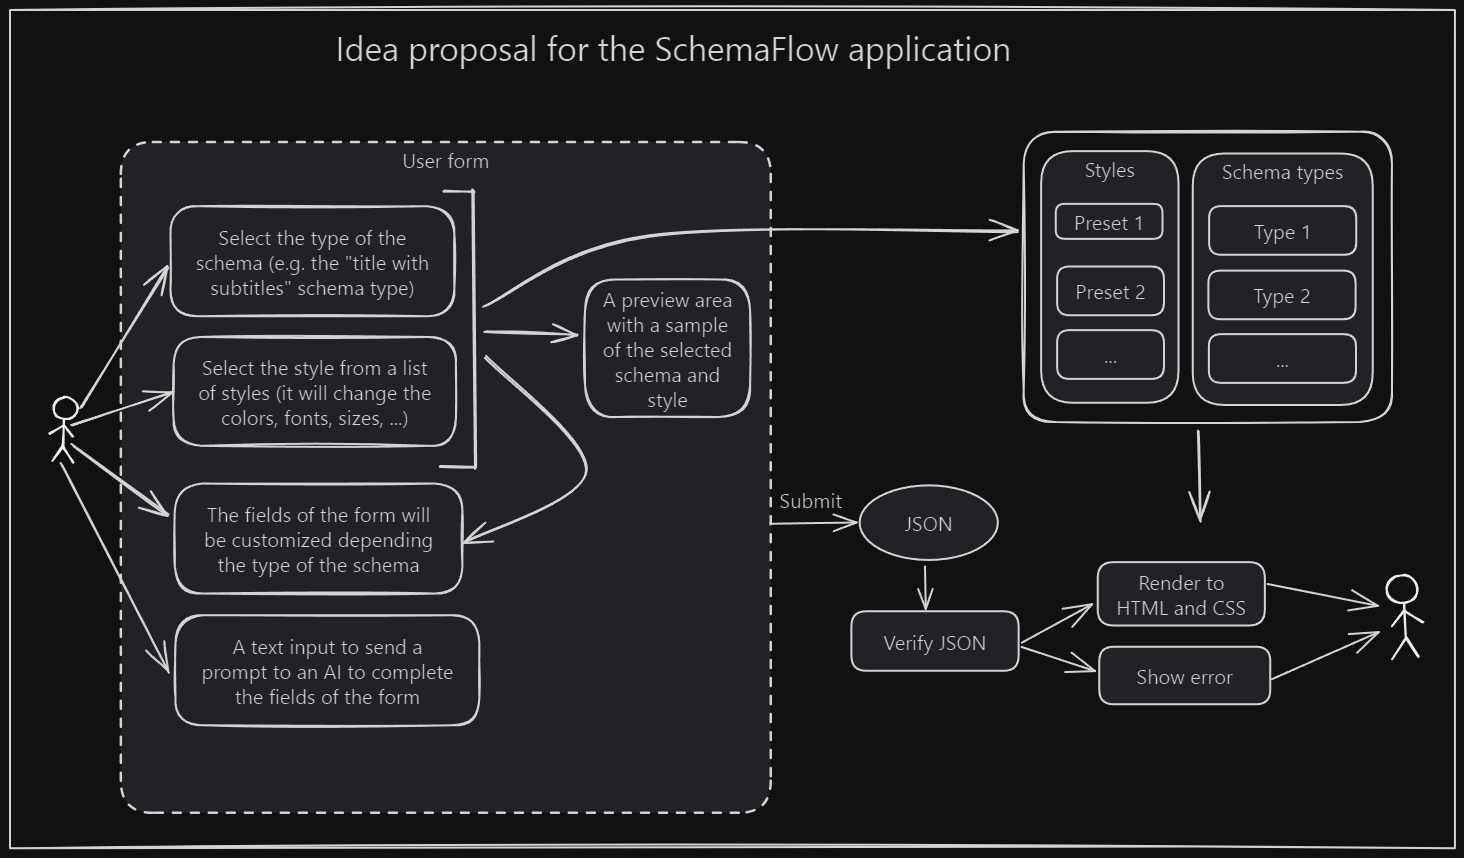 Idea proposal for the SchemaFlow application
User form
Select the type of the
schema (e.g. the "title with
subtitles" schema type)
Select the style from a list
of styles (it will change the
colors, fonts, sizes, ...)
The fields of the form will
be customized depending
the type of the schema
A text input to send a
prompt to an AI to complete
the fields of the form
A preview area
with a sample
of the selected
schema and
style
Styles
Preset 1
Preset 2
...
Schema types
Type 1
Type 2
...
Submit
JSON
Verify JSON
Render to
HTML and CSS
Show error